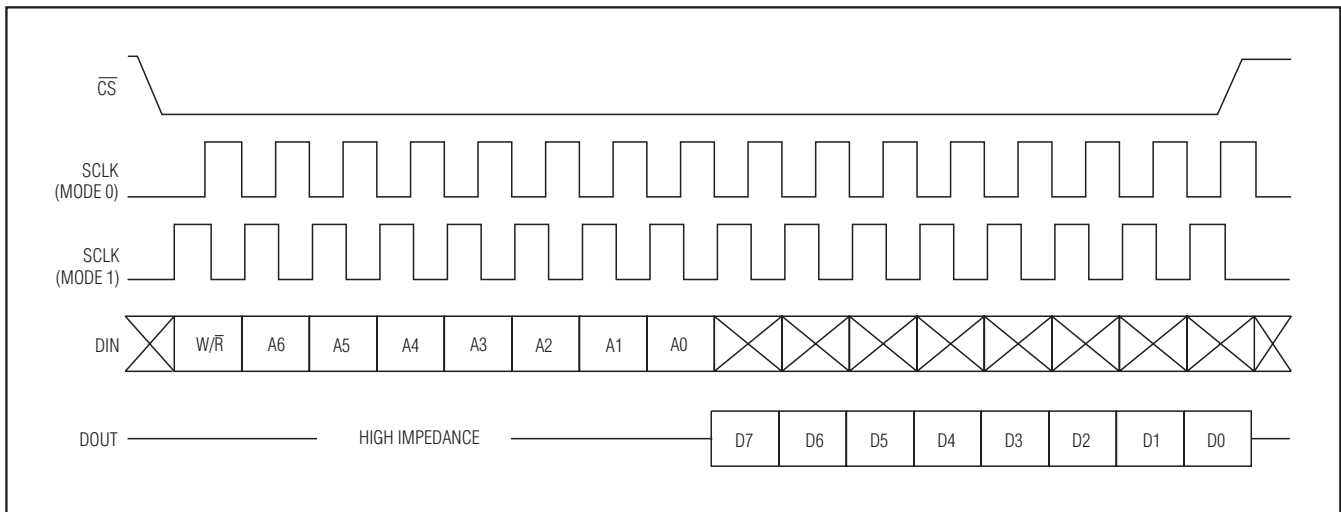 C̅S̅
SCLK
(MODE 0)
SCLK
(MODE 1)
DIN W/R̅ A6 A5 A4 A3 A2 A1 A0
DOUT HIGH IMPEDANCE D7 D6 D5 D4 D3 D2 D1 D0